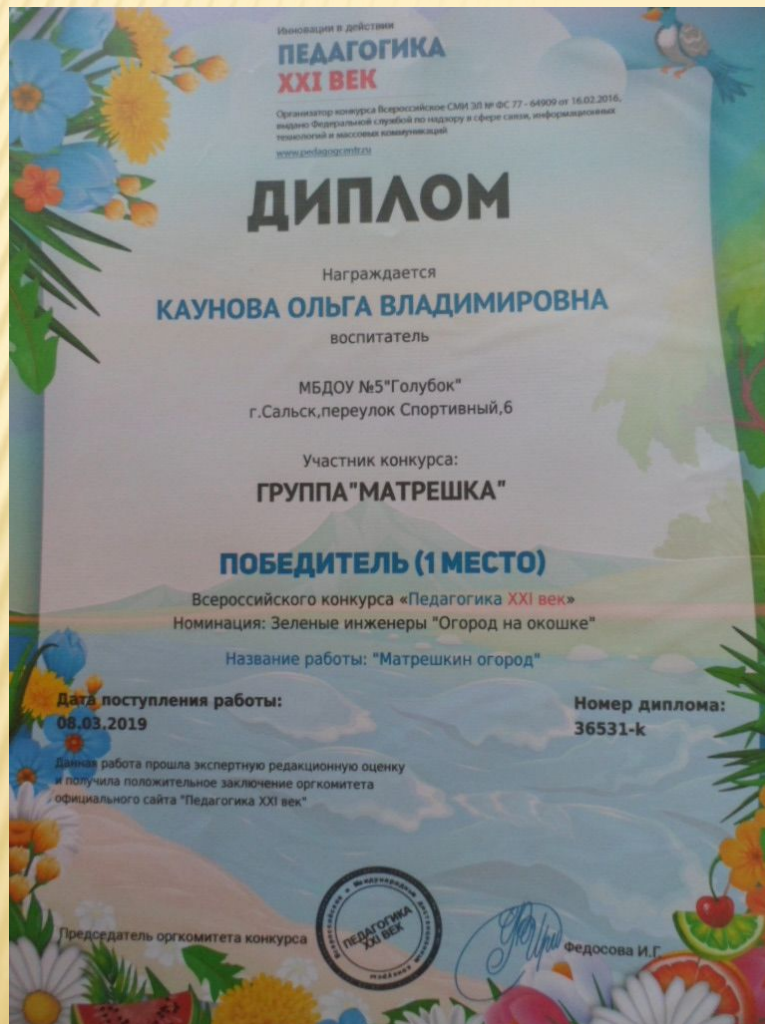 Инновации в действии
ПЕДАГОГИКА
XXI ВЕК
Организатор конкурса Всероссийское СМИ ЭЛ № ФС 77 - 64909 от 16.02.2016,
выдано Федеральной службой по надзору в сфере связи, информационных
технологий и массовых коммуникаций
www.pedagogcentr.ru
ДИПЛОМ
Награждается
КАУНОВА ОЛЬГА ВЛАДИМИРОВНА
воспитатель
МБДОУ №5"Голубок"
г.Сальск,переулок Спортивный,6
Участник конкурса:
ГРУППА"МАТРЕШКА"
ПОБЕДИТЕЛЬ (1 МЕСТО)
Всероссийского конкурса «Педагогика XXI век»
Номинация: Зеленые инженеры "Огород на окошке"
Название работы: "Матрешкин огород"
Дата поступления работы:
08.03.2019
Номер диплома:
36531-k
Данная работа прошла экспертную редакционную оценку
и получила положительное заключение оргкомитета
официального сайта "Педагогика XXI век"
Председатель оргкомитета конкурса
ПЕДАГОГИКА
XXI ВЕК
Федосова И.Г